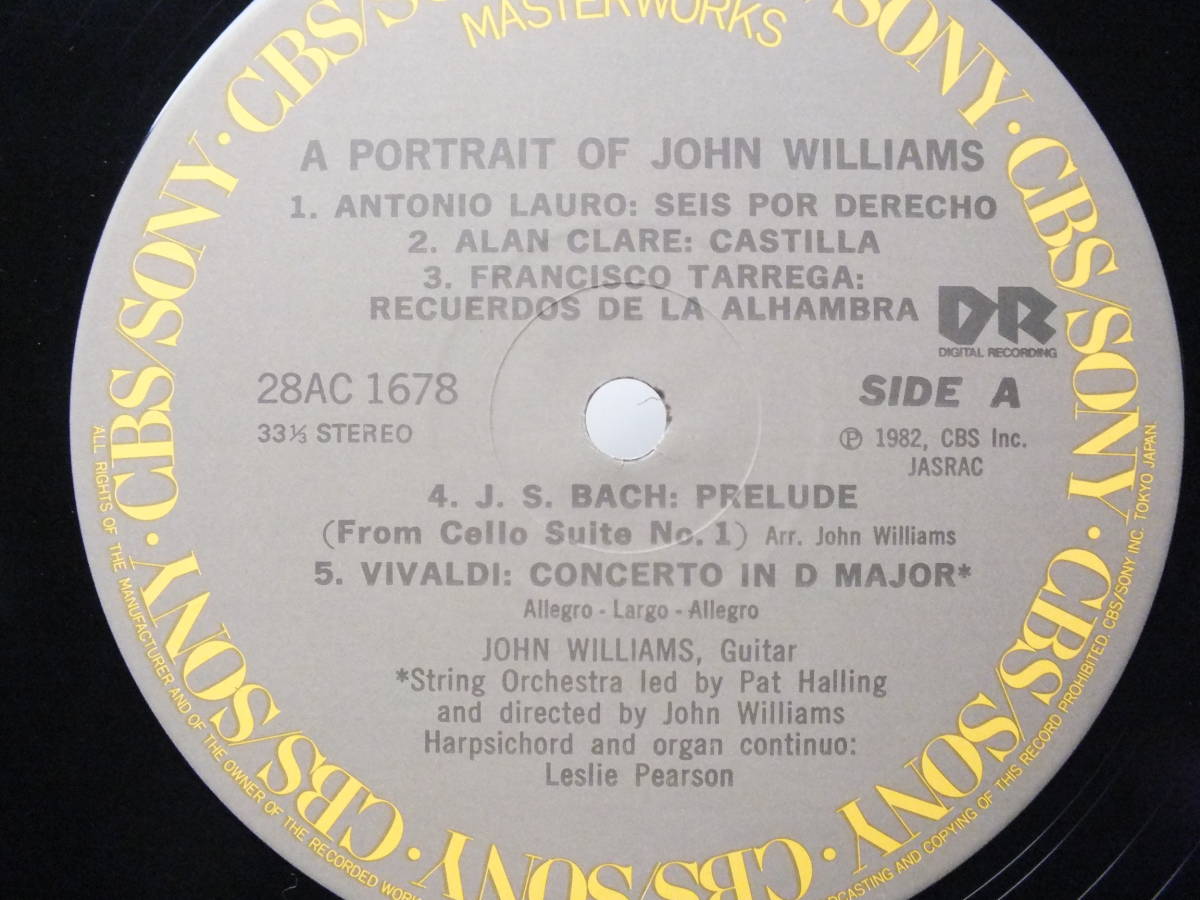 MASTERWORKS
A PORTRAIT OF JOHN WILLIAMS
1. ANTONIO LAURO: SEIS POR DERECHO
2. ALAN CLARE: CASTILLA
3. FRANCISCO TARREGA:
RECUERDOS DE LA ALHAMBRA
DR
DIGITAL RECORDING
28AC 1678
SIDE A
33⅓ STEREO
Ⓟ 1982, CBS Inc.
JASRAC
4. J. S. BACH: PRELUDE
(From Cello Suite No. 1) Arr. John Williams
5. VIVALDI: CONCERTO IN D MAJOR*
Allegro - Largo - Allegro
JOHN WILLIAMS, Guitar
*String Orchestra led by Pat Halling
and directed by John Williams
Harpsichord and organ continuo:
Leslie Pearson
CBS/SONY · CBS/SONY · CBS/SONY · CBS/SONY · CBS/SONY · CBS/SONY · CBS/SONY · CBS/SONY
ALL RIGHTS OF THE MANUFACTURER AND OF THE OWNER OF THE RECORDED WORK
AND COPYING OF THIS RECORD PROHIBITED. CBS/SONY INC. TOKYO JAPAN.